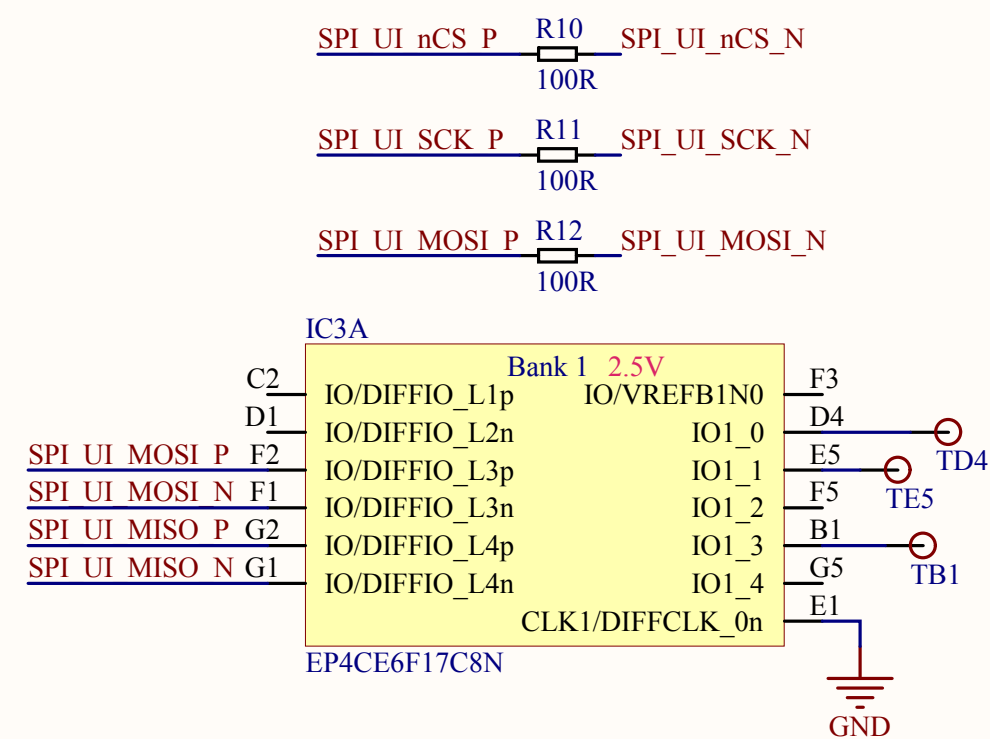 R10
SPI_UI_nCS_P SPI_UI_nCS_N
100R
R11
SPI_UI_SCK_P SPI_UI_SCK_N
100R
R12
SPI_UI_MOSI_P SPI_UI_MOSI_N
100R
IC3A
Bank 1 2.5V
C2 IO/DIFFIO_L1p IO/VREFB1N0 F3
D1 IO/DIFFIO_L2n IO1_0 D4
TD4
SPI_UI_MOSI_P F2 IO/DIFFIO_L3p IO1_1 E5
TE5
SPI_UI_MOSI_N F1 IO/DIFFIO_L3n IO1_2 F5
SPI_UI_MISO_P G2 IO/DIFFIO_L4p IO1_3 B1
TB1
SPI_UI_MISO_N G1 IO/DIFFIO_L4n IO1_4 G5
CLK1/DIFFCLK_0n E1
EP4CE6F17C8N
GND